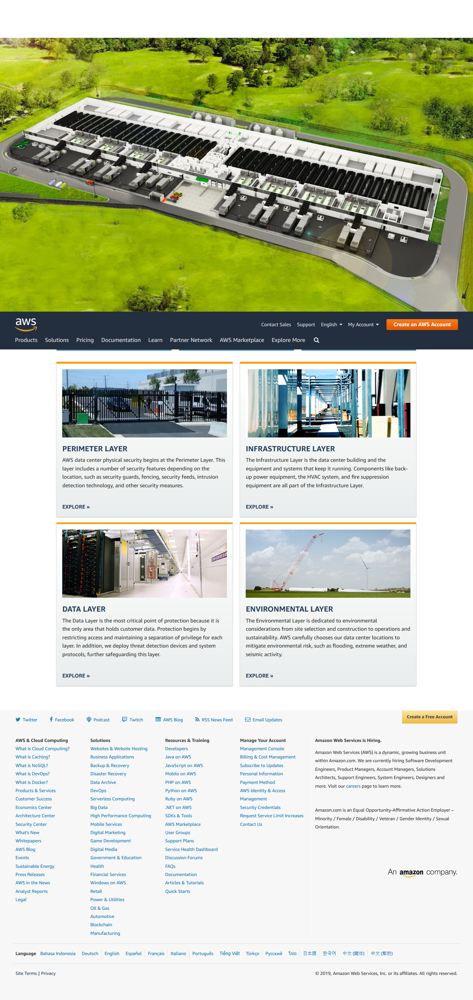 aws
Contact Sales Support English My Account Create an AWS Account
Products Solutions Pricing Documentation Learn Partner Network AWS Marketplace Explore More
PERIMETER LAYER
AWS data center physical security begins at the Perimeter Layer. This
layer includes a number of security features depending on the
location, such as security guards, fencing, security feeds, intrusion
detection technology, and other security measures.
EXPLORE »
INFRASTRUCTURE LAYER
The Infrastructure Layer is the data center building and the
equipment and systems that keep it running. Components like back-
up power equipment, the HVAC system, and fire suppression
equipment are all part of the Infrastructure Layer.
EXPLORE »
DATA LAYER
The Data Layer is the most critical point of protection because it is
the only area that holds customer data. Protection begins by
restricting access and maintaining a separation of privilege for each
layer. In addition, we deploy threat detection devices and system
protocols, further safeguarding this layer.
EXPLORE »
ENVIRONMENTAL LAYER
The Environmental Layer is dedicated to environmental
considerations from site selection and construction to operations and
sustainability. AWS carefully chooses our data center locations to
mitigate environmental risk, such as flooding, extreme weather, and
seismic activity.
EXPLORE »
Twitter Facebook Podcast Twitch AWS Blog RSS News Feed Email Updates
Create a Free Account
AWS & Cloud Computing
What is Cloud Computing?
What is Caching?
What is NoSQL?
What is DevOps?
What is Docker?
Products & Services
Customer Success
Economics Center
Architecture Center
Security Center
What's New
Whitepapers
AWS Blog
Events
Sustainable Energy
Press Releases
AWS in the News
Analyst Reports
Legal
Solutions
Websites & Website Hosting
Business Applications
Backup & Recovery
Disaster Recovery
Data Archive
DevOps
Serverless Computing
Big Data
High Performance Computing
Mobile Services
Digital Marketing
Game Development
Digital Media
Government & Education
Health
Financial Services
Windows on AWS
Retail
Power & Utilities
Oil & Gas
Automotive
Blockchain
Manufacturing
Resources & Training
Developers
Java on AWS
JavaScript on AWS
Mobile on AWS
PHP on AWS
Python on AWS
Ruby on AWS
.NET on AWS
SDKs & Tools
AWS Marketplace
User Groups
Support Plans
Service Health Dashboard
Discussion Forums
FAQs
Documentation
Articles & Tutorials
Quick Starts
Manage Your Account
Management Console
Billing & Cost Management
Subscribe to Updates
Personal Information
Payment Method
AWS Identity & Access
Management
Security Credentials
Request Service Limit Increases
Contact Us
Amazon Web Services is Hiring.
Amazon Web Services (AWS) is a dynamic, growing business unit
within Amazon.com. We are currently hiring Software Development
Engineers, Product Managers, Account Managers, Solutions
Architects, Support Engineers, System Engineers, Designers and
more. Visit our careers page to learn more.
Amazon.com is an Equal Opportunity-Affirmative Action Employer –
Minority / Female / Disability / Veteran / Gender Identity / Sexual
Orientation.
An amazon company.
Language Bahasa Indonesia Deutsch English Español Français Italiano Português Tiếng Việt Türkçe Ρусский ไทย 日本語 한국어 中文 (简体) 中文 (繁體)
Site Terms | Privacy
© 2019, Amazon Web Services, Inc. or its affiliates. All rights reserved.